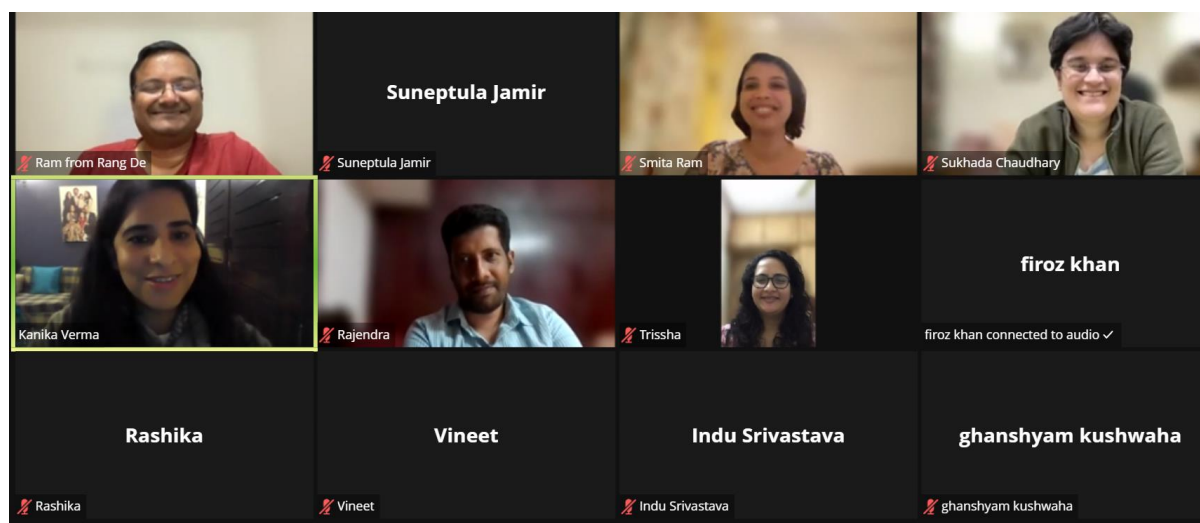 Ram from Rang De
Suneptula Jamir
Suneptula Jamir
Smita Ram
Sukhada Chaudhary
Kanika Verma
Rajendra
Trissha
firoz khan
firoz khan connected to audio
Rashika
Rashika
Vineet
Vineet
Indu Srivastava
Indu Srivastava
ghanshyam kushwaha
ghanshyam kushwaha